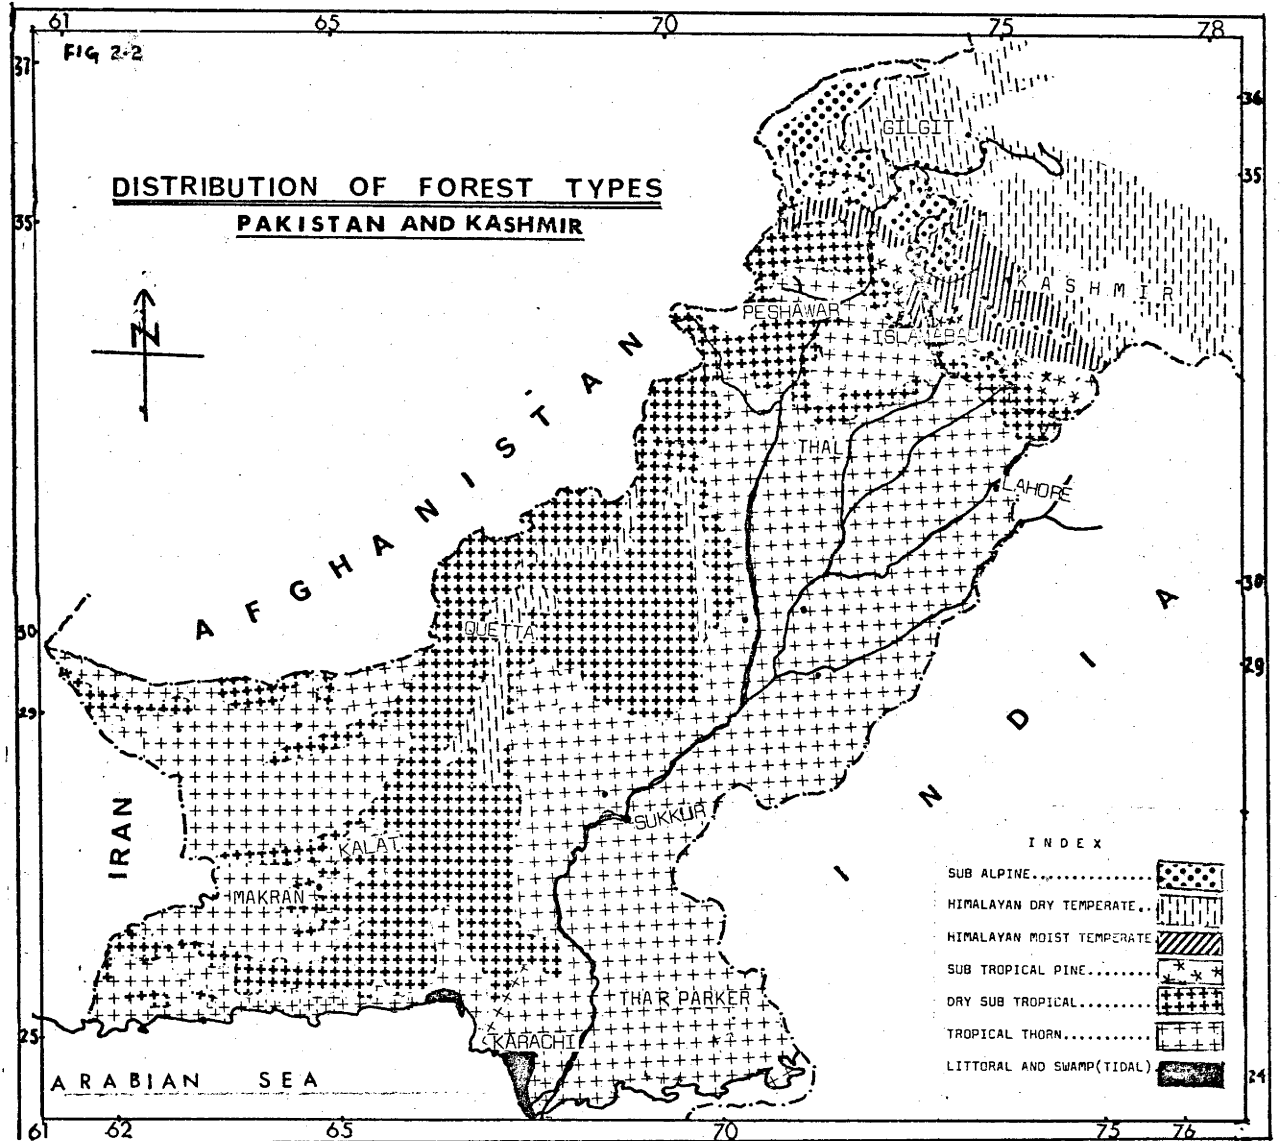 61 65 70 75 78
FIG 2.2
37
36
DISTRIBUTION OF FOREST TYPES
PAKISTAN AND KASHMIR
35
35
N
GILGIT
KASHMIR
PESHAWAR
ISLAMABAD
AFGHANISTAN
THAL
LAHORE
30
30
QUETTA
29
29
INDIA
IRAN
SUKKUR
KALAT
MAKRAN
THAR PARKER
KARACHI
25
24
ARABIAN SEA
INDEX
SUB ALPINE..............
HIMALAYAN DRY TEMPERATE..
HIMALAYAN MOIST TEMPERATE
SUB TROPICAL PINE........
DRY SUB TROPICAL.........
TROPICAL THORN...........
LITTORAL AND SWAMP(TIDAL)
61 62 65 70 75 76